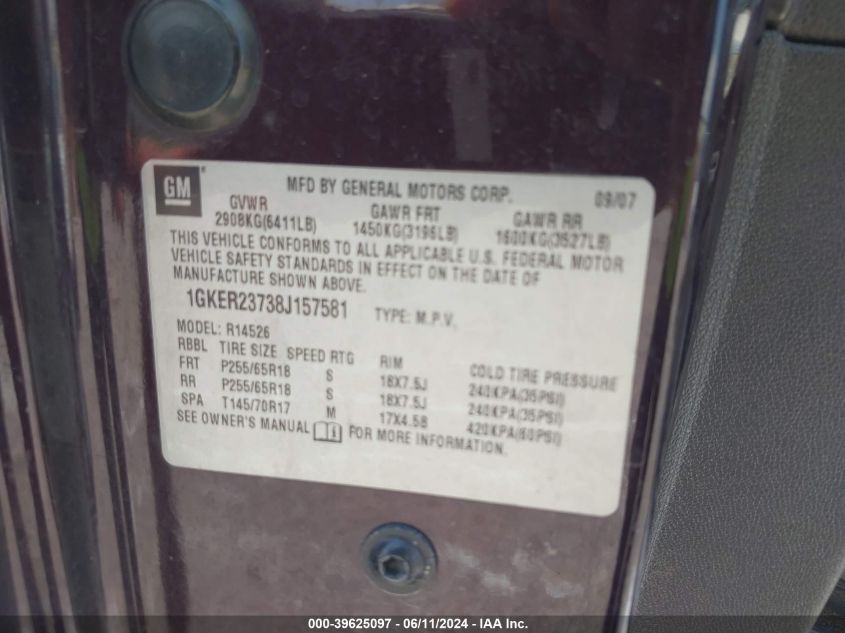 GM
MFD BY GENERAL MOTORS CORP. 09/07
GVWR GAWR FRT GAWR RR
2908KG(6411LB) 1450KG(3196LB) 1600KG(3527LB)
THIS VEHICLE CONFORMS TO ALL APPLICABLE U.S. FEDERAL MOTOR
VEHICLE SAFETY STANDARDS IN EFFECT ON THE DATE OF
MANUFACTURE SHOWN ABOVE.
1GKER23738J157581 TYPE: M.P.V.
MODEL: R14526
RBBL TIRE SIZE SPEED RTG RIM COLD TIRE PRESSURE
FRT P255/65R18 S 18X7.5J 240KPA(35PSI)
RR P255/65R18 S 18X7.5J 240KPA(35PSI)
SPA T145/70R17 M 17X4.5B 420KPA(60PSI)
SEE OWNER'S MANUAL FOR MORE INFORMATION.
000-39625097 - 06/11/2024 - IAA Inc.